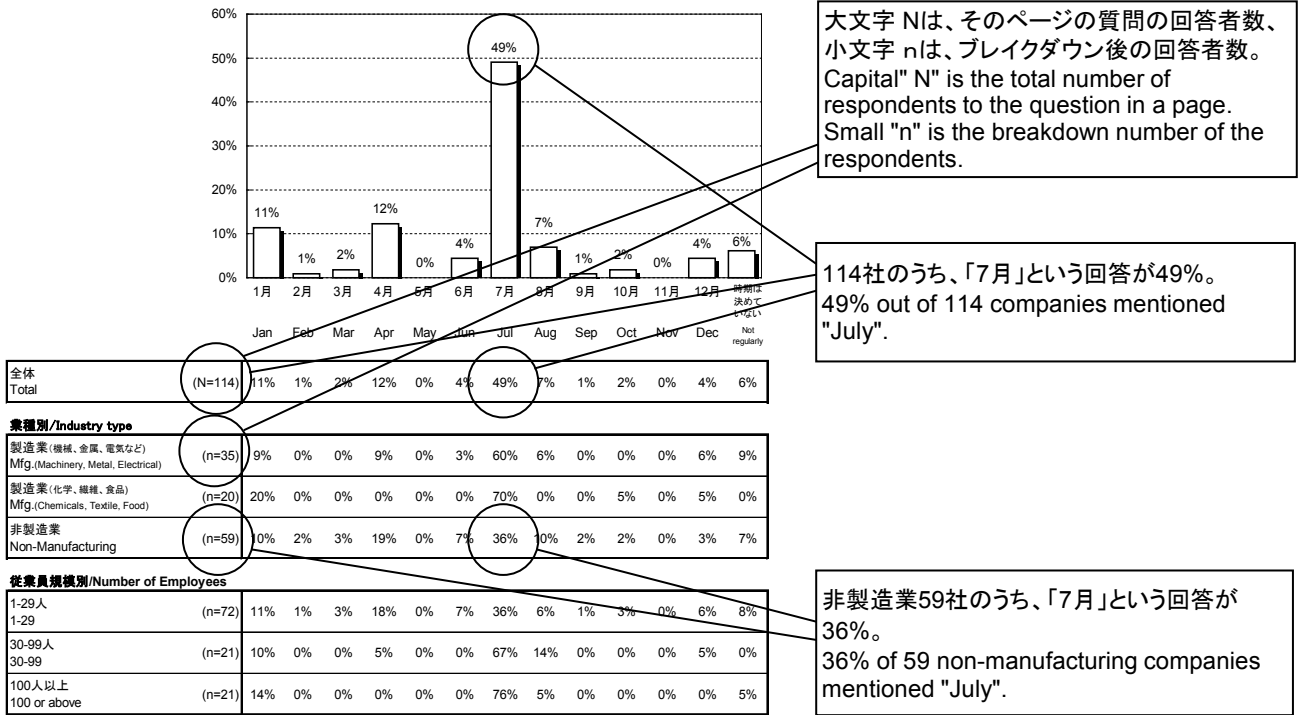 60%
50%
40%
30%
20%
10%
0%
11%
1%
2%
12%
0%
4%
49%
7%
1%
2%
0%
4%
6%
1月 2月 3月 4月 5月 6月 7月 8月 9月 10月 11月 12月 時期は
決めて
いない
Jan Feb Mar Apr May Jun Jul Aug Sep Oct Nov Dec Not
regularly
全体
Total (N=114) 11% 1% 2% 12% 0% 4% 49% 7% 1% 2% 0% 4% 6%
業種別/Industry type
製造業(機械、金属、電気など)
Mfg.(Machinery, Metal, Electrical) (n=35) 9% 0% 0% 9% 0% 3% 60% 6% 0% 0% 0% 6% 9%
製造業(化学、繊維、食品)
Mfg.(Chemicals, Textile, Food) (n=20) 20% 0% 0% 0% 0% 0% 70% 0% 0% 5% 0% 5% 0%
非製造業
Non-Manufacturing (n=59) 10% 2% 3% 19% 0% 7% 36% 10% 2% 2% 0% 3% 7%
従業員規模別/Number of Employees
1-29人
1-29 (n=72) 11% 1% 3% 18% 0% 7% 36% 6% 1% 3% 0% 6% 8%
30-99人
30-99 (n=21) 10% 0% 0% 5% 0% 0% 67% 14% 0% 0% 0% 5% 0%
100人以上
100 or above (n=21) 14% 0% 0% 0% 0% 0% 76% 5% 0% 0% 0% 0% 5%
大文字 Nは、そのページの質問の回答者数、
小文字 nは、ブレイクダウン後の回答者数。
Capital" N" is the total number of
respondents to the question in a page.
Small "n" is the breakdown number of the
respondents.
114社のうち、「7月」という回答が49%。
49% out of 114 companies mentioned
"July".
非製造業59社のうち、「7月」という回答が
36%。
36% of 59 non-manufacturing companies
mentioned "July".